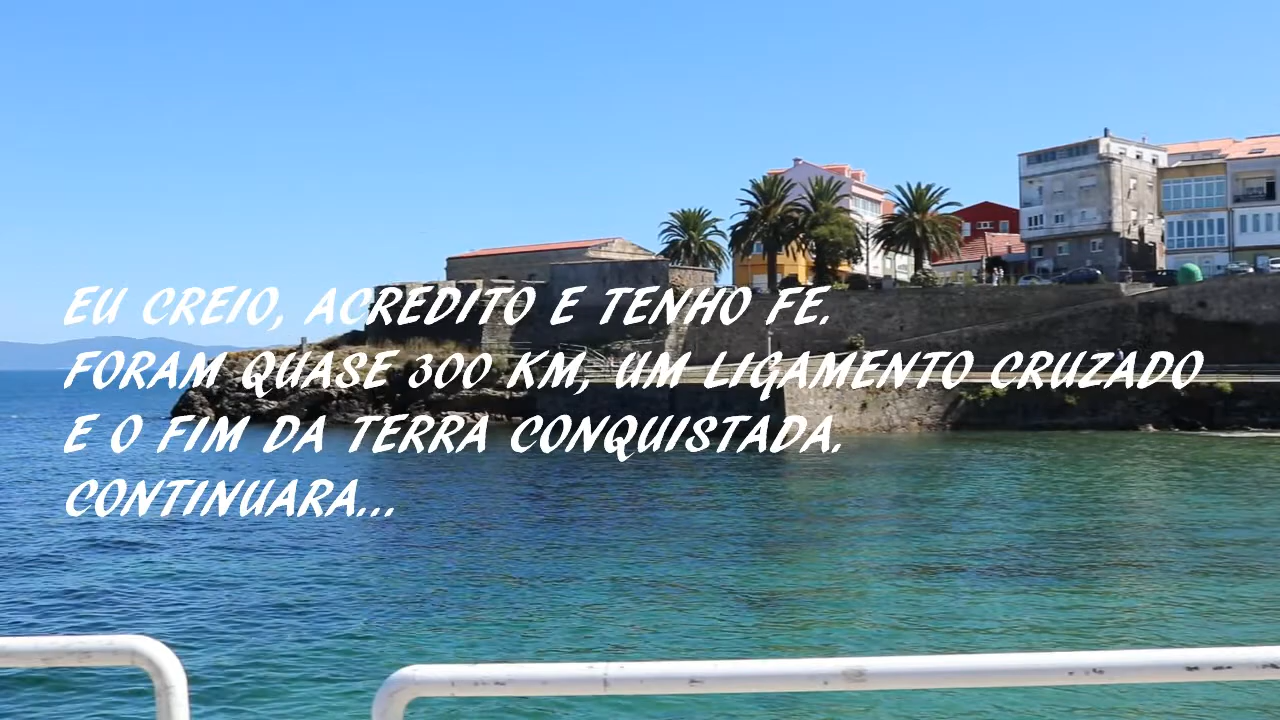 EU CREIO, ACREDITO E TENHO FE.
FORAM QUASE 300 KM, UM LIGAMENTO CRUZADO
E O FIM DA TERRA CONQUISTADA.
CONTINUARA...